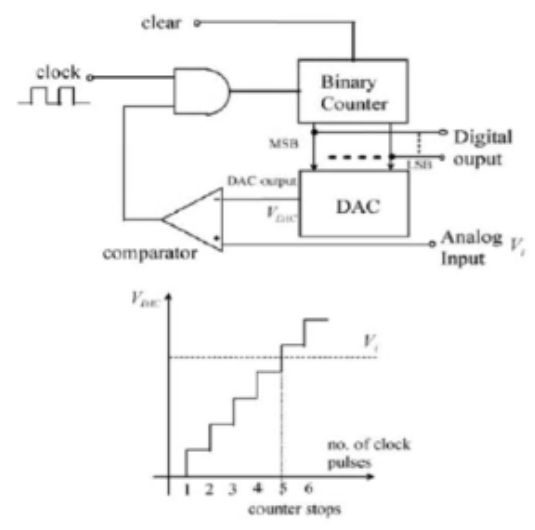 clear
clock
Binary
Counter
MSB
Digital
ouput
LSB
DAC output
V_DAC
DAC
comparator
-
+
Analog
Input
V_i
V_DAC
V_i
no. of clock
pulses
1 2 3 4 5 6
counter stops